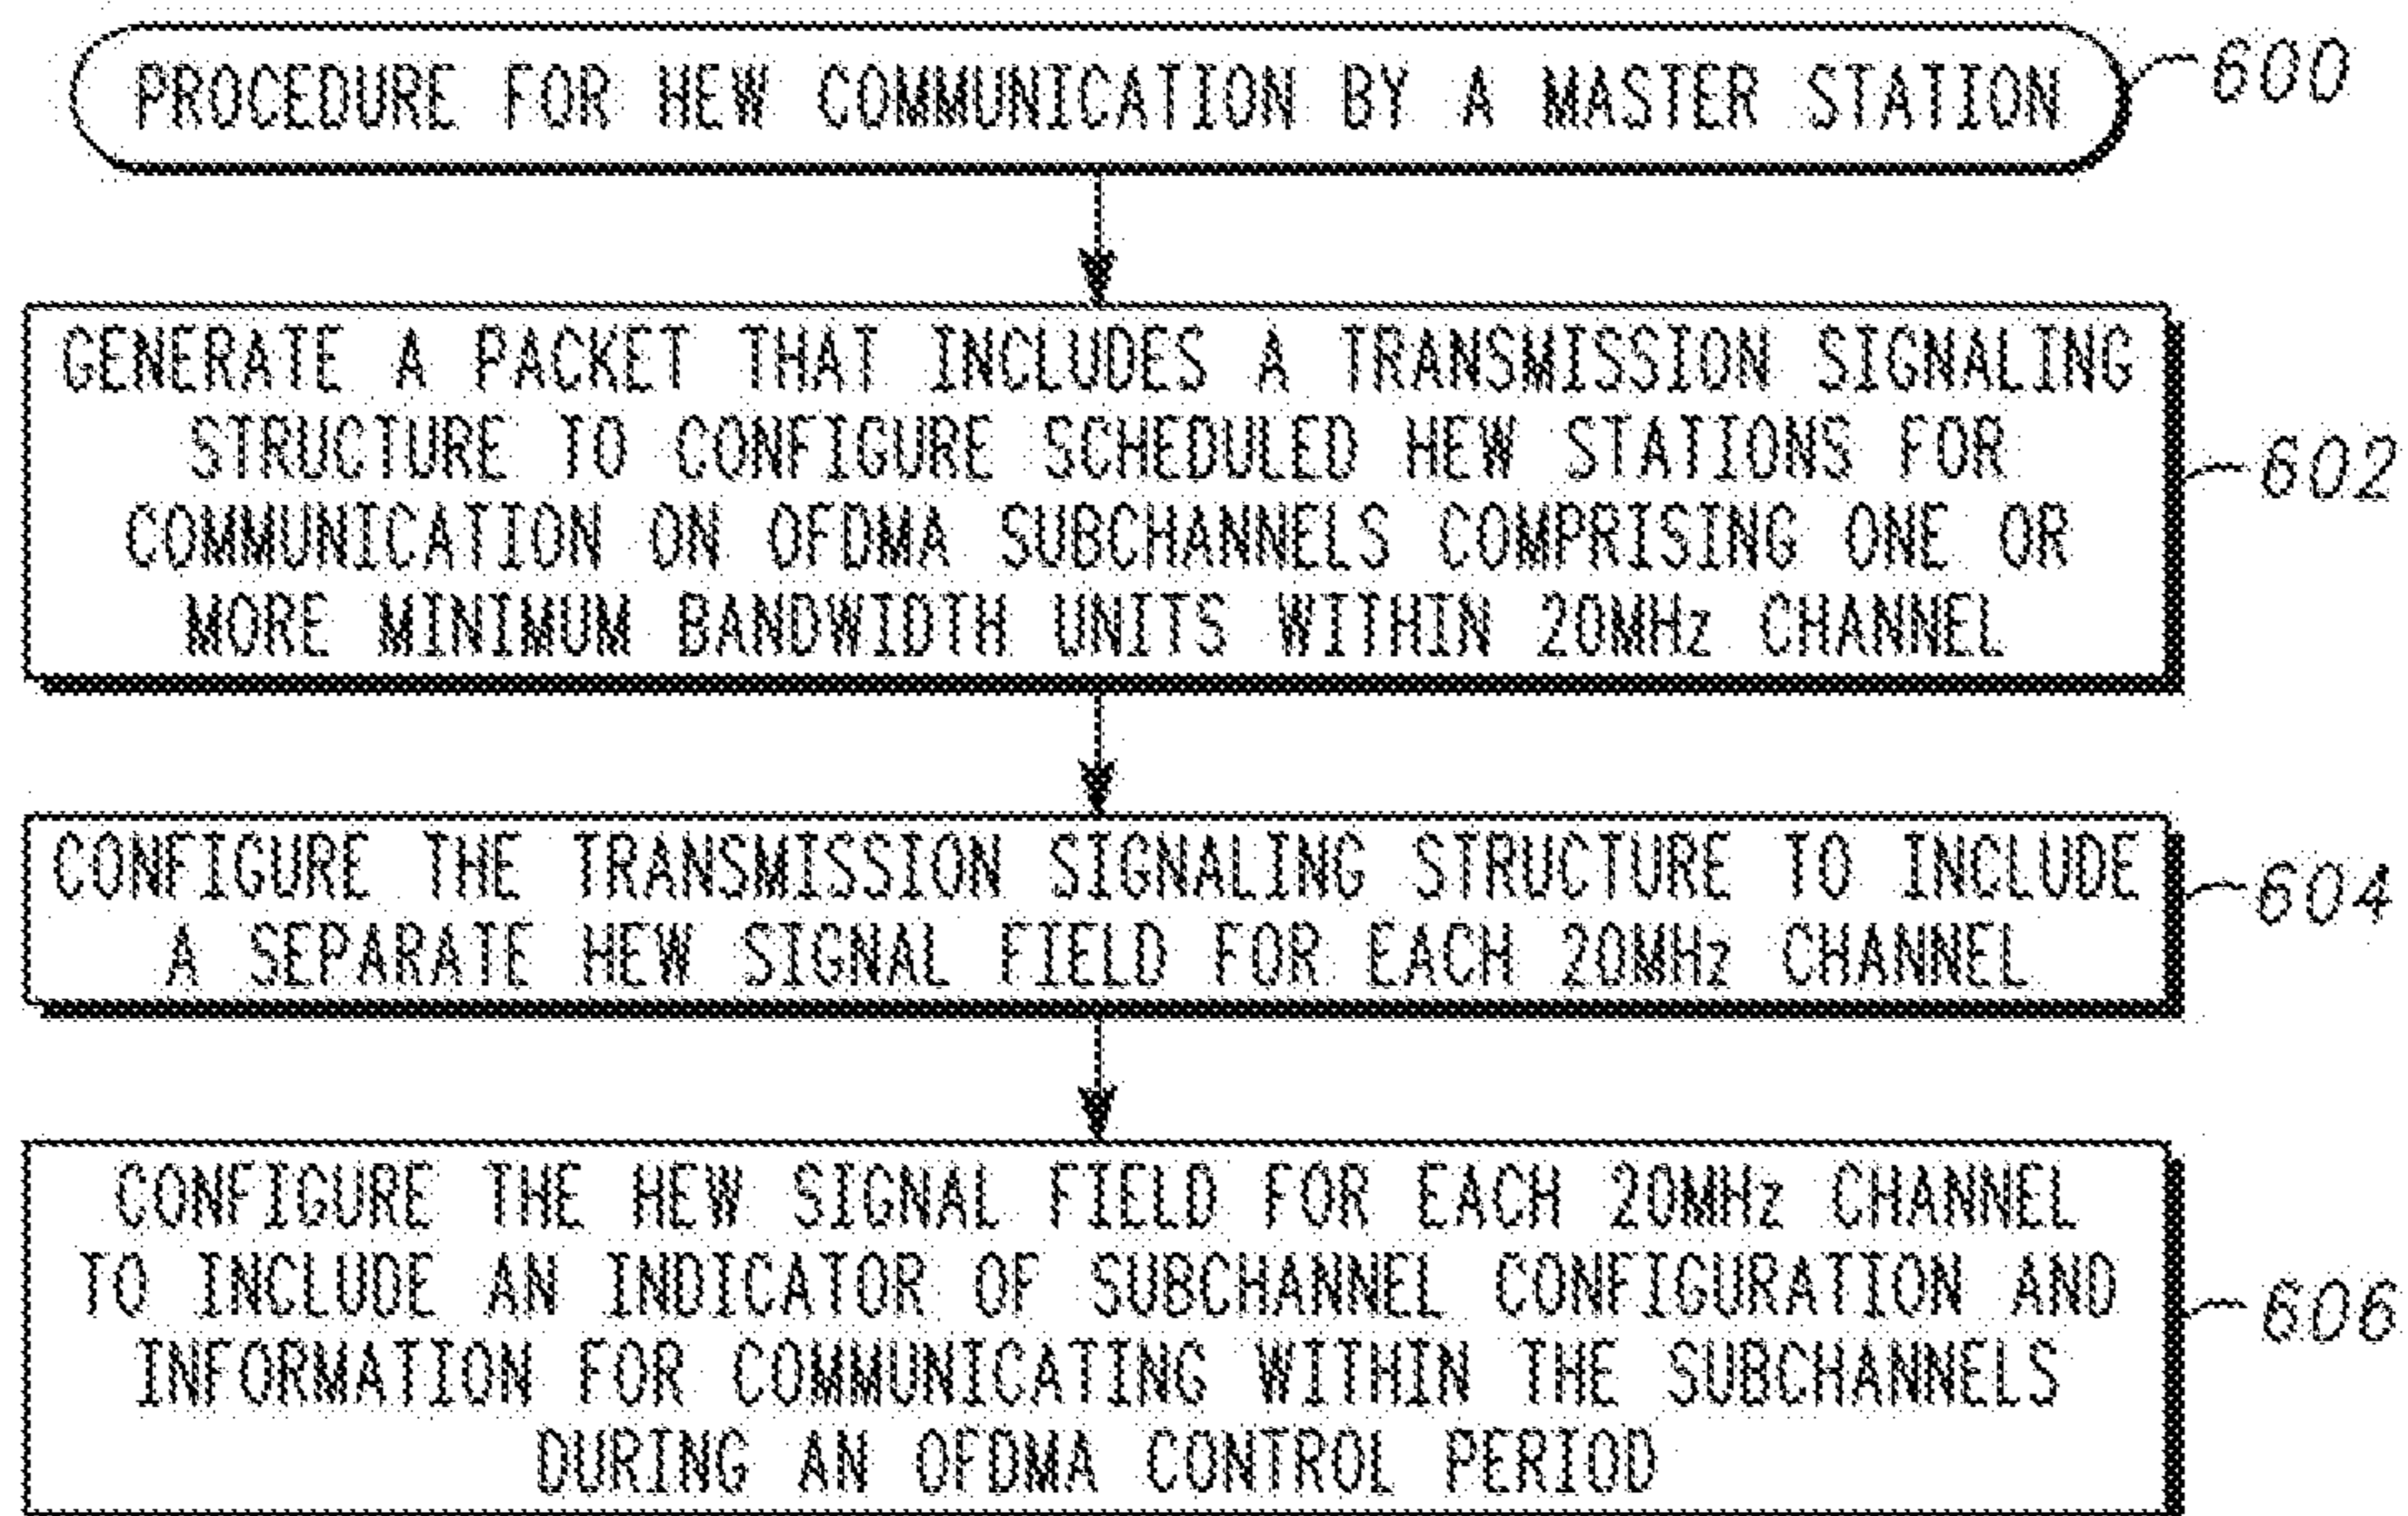 PROCEDURE FOR HEW COMMUNICATION BY A MASTER STATION
600
GENERATE A PACKET THAT INCLUDES A TRANSMISSION SIGNALING
STRUCTURE TO CONFIGURE SCHEDULED HEW STATIONS FOR
COMMUNICATION ON OFDMA SUBCHANNELS COMPRISING ONE OR
MORE MINIMUM BANDWIDTH UNITS WITHIN 20MHz CHANNEL
602
CONFIGURE THE TRANSMISSION SIGNALING STRUCTURE TO INCLUDE
A SEPARATE HEW SIGNAL FIELD FOR EACH 20MHz CHANNEL
604
CONFIGURE THE HEW SIGNAL FIELD FOR EACH 20MHz CHANNEL
TO INCLUDE AN INDICATOR OF SUBCHANNEL CONFIGURATION AND
INFORMATION FOR COMMUNICATING WITHIN THE SUBCHANNELS
DURING AN OFDMA CONTROL PERIOD
606